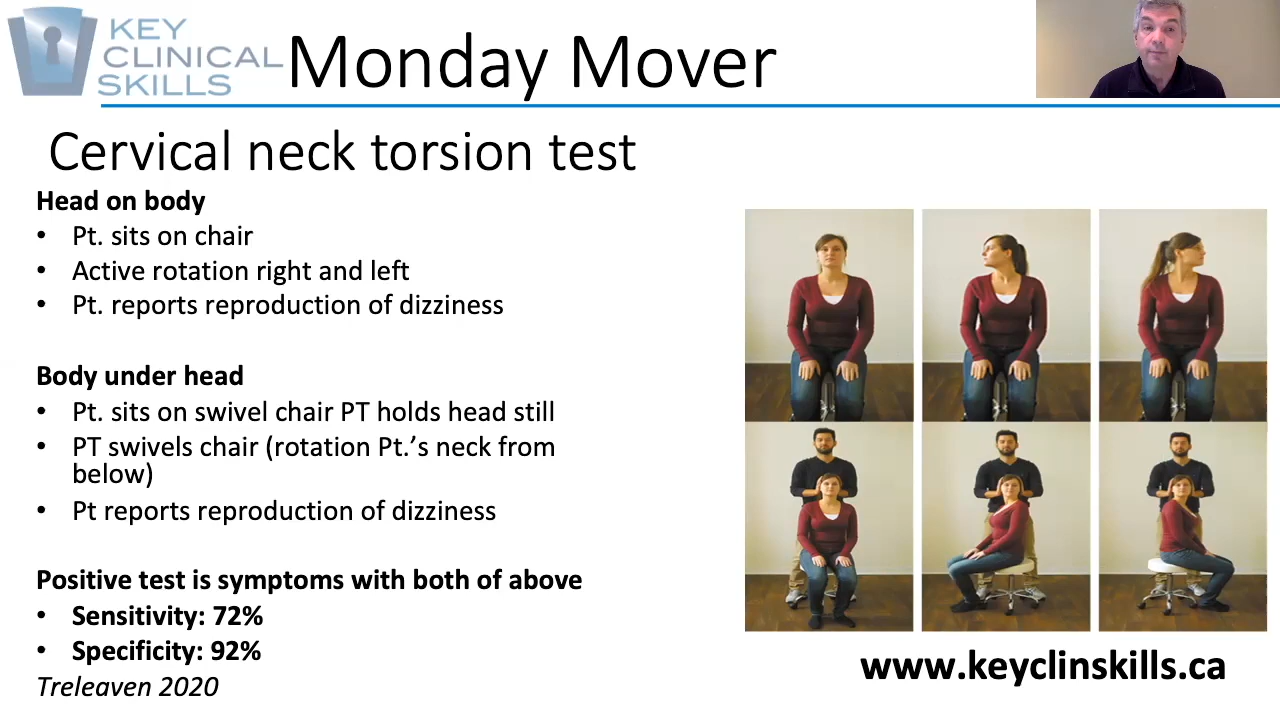 KEY
CLINICAL
SKILLS
Monday Mover
Cervical neck torsion test
Head on body
• Pt. sits on chair
• Active rotation right and left
• Pt. reports reproduction of dizziness
Body under head
• Pt. sits on swivel chair PT holds head still
• PT swivels chair (rotation Pt.’s neck from
below)
• Pt reports reproduction of dizziness
Positive test is symptoms with both of above
• Sensitivity: 72%
• Specificity: 92%
Treleaven 2020
www.keyclinskills.ca